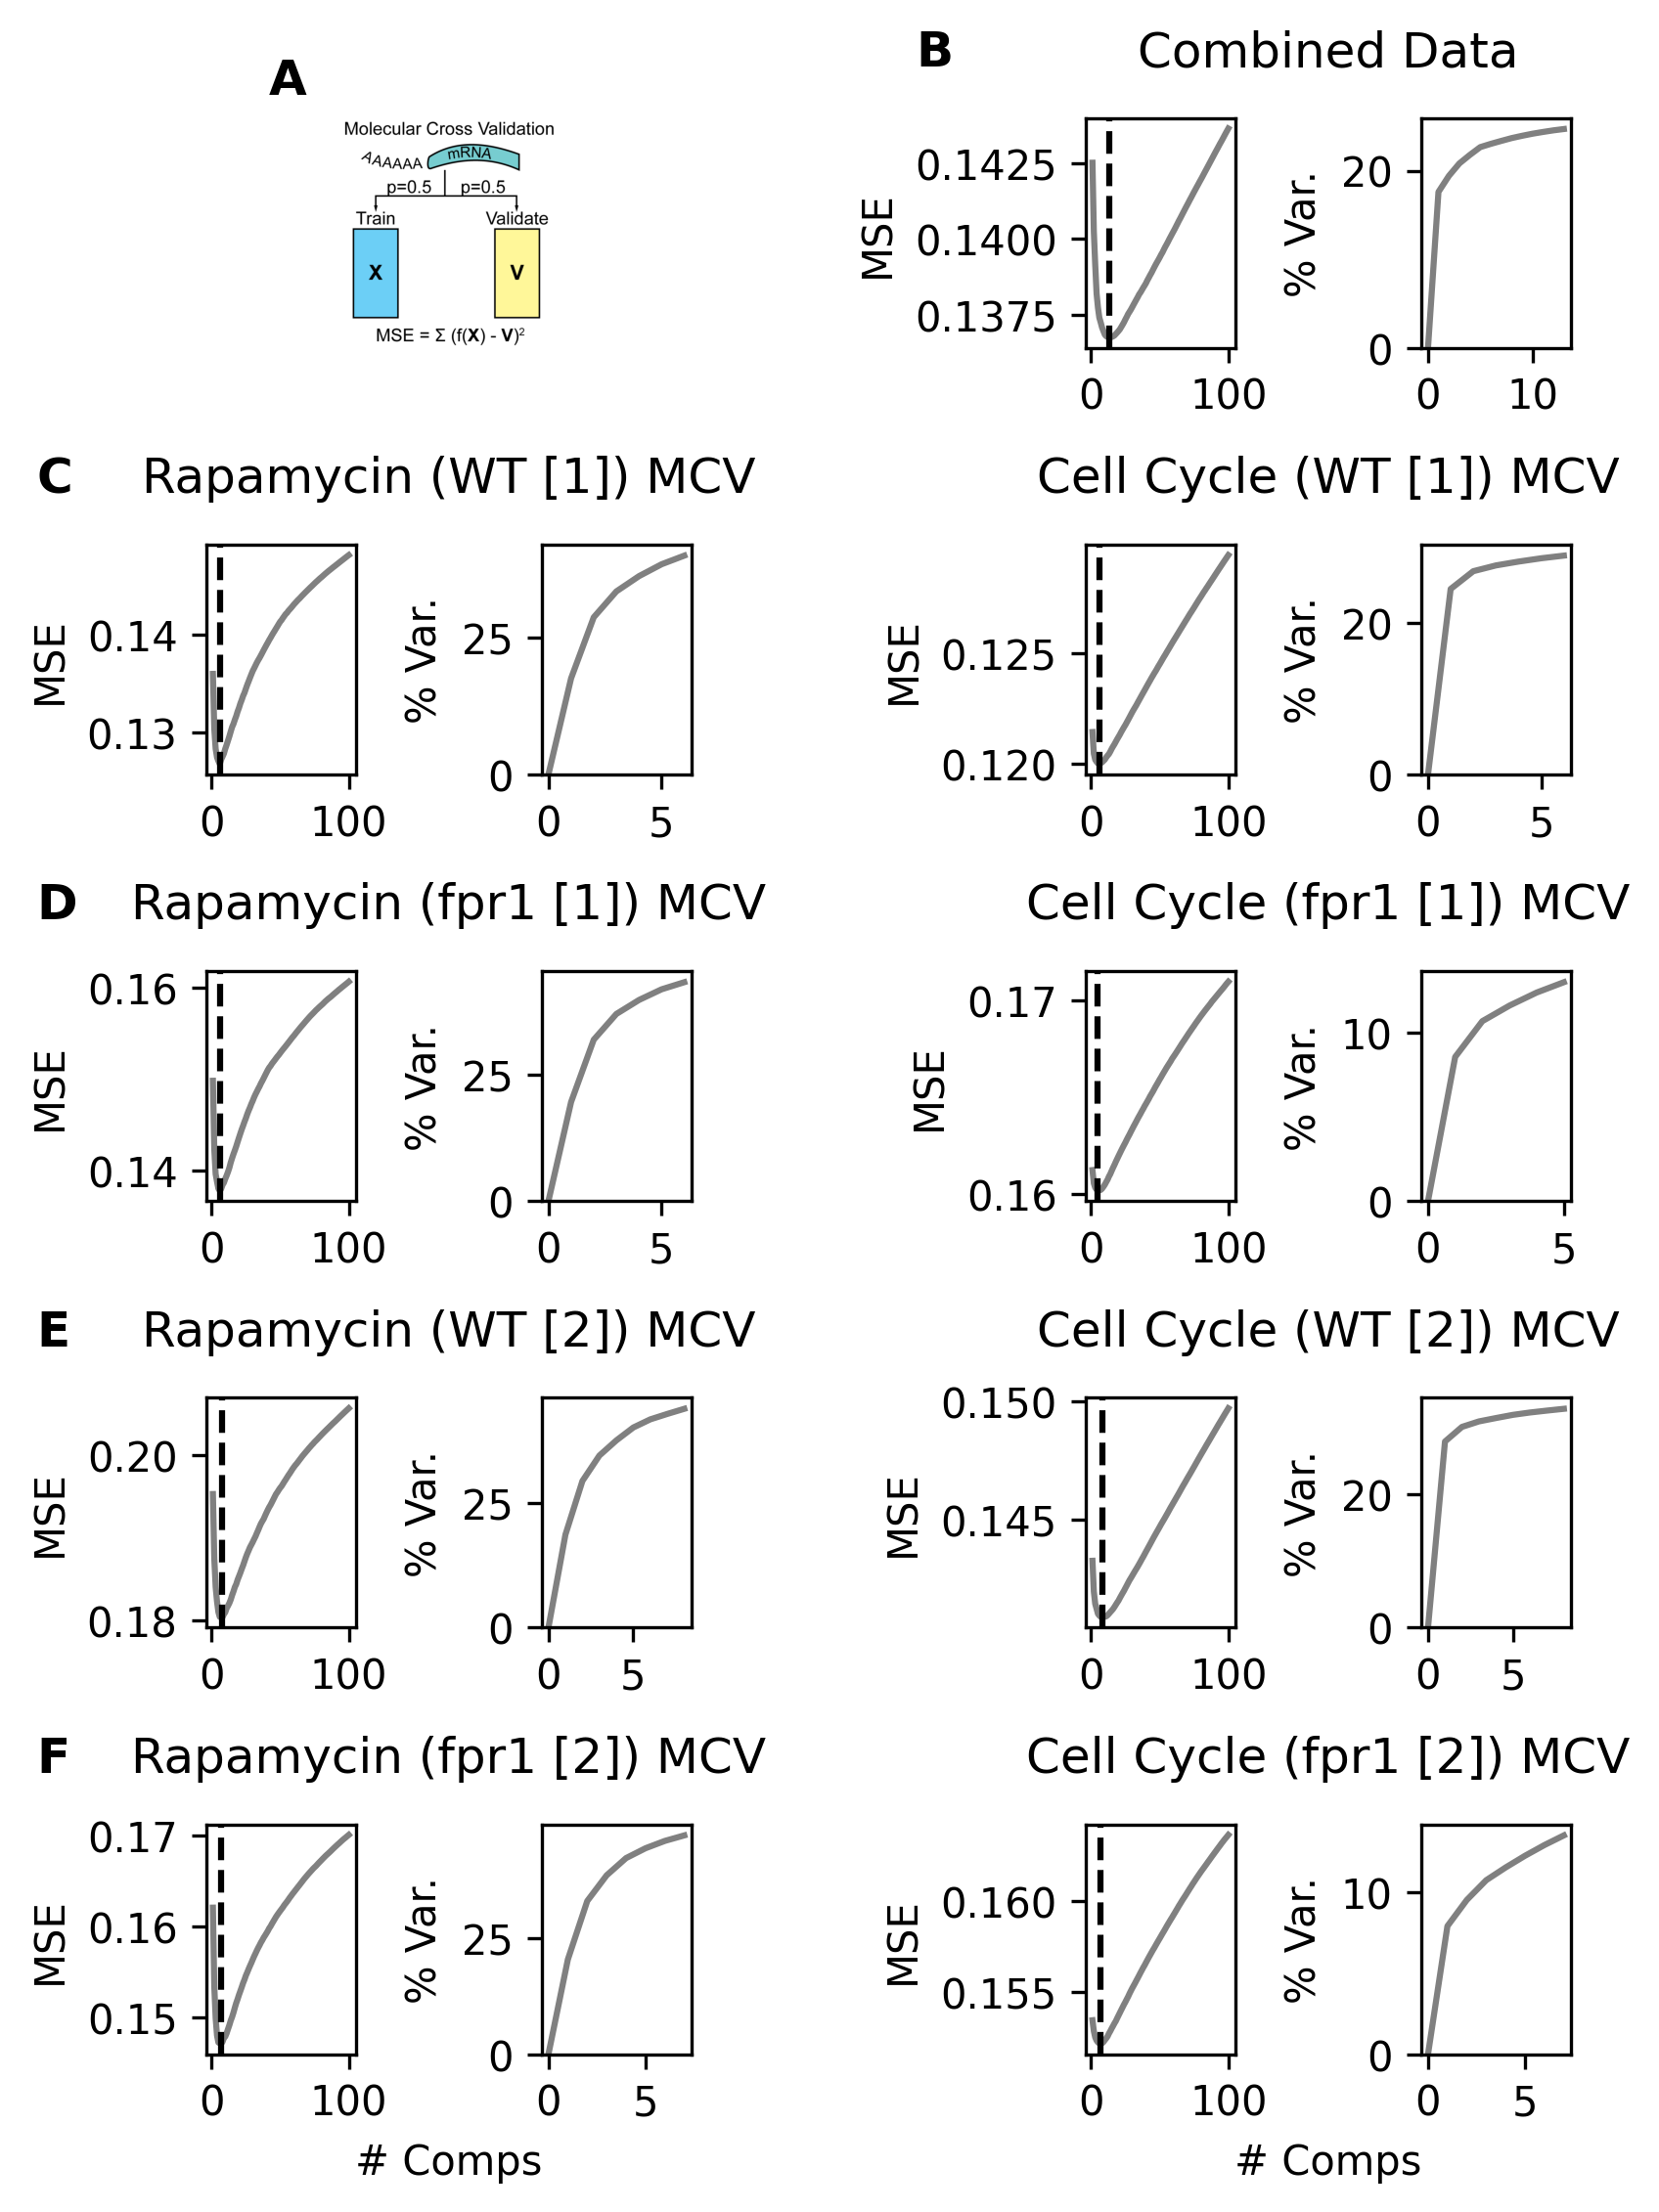 A
Molecular Cross Validation
AAAAAA mRNA
p=0.5 p=0.5
Train Validate
X V
MSE = Σ (f(X) - V)²
B Combined Data
MSE
0.1425
0.1400
0.1375
0 100
% Var.
20
0
0 10
C Rapamycin (WT [1]) MCV
MSE
0.14
0.13
0 100
% Var.
25
0
0 5
Cell Cycle (WT [1]) MCV
MSE
0.125
0.120
0 100
% Var.
20
0
0 5
D Rapamycin (fpr1 [1]) MCV
MSE
0.16
0.14
0 100
% Var.
25
0
0 5
Cell Cycle (fpr1 [1]) MCV
MSE
0.17
0.16
0 100
% Var.
10
0
0 5
E Rapamycin (WT [2]) MCV
MSE
0.20
0.18
0 100
% Var.
25
0
0 5
Cell Cycle (WT [2]) MCV
MSE
0.150
0.145
0 100
% Var.
20
0
0 5
F Rapamycin (fpr1 [2]) MCV
MSE
0.17
0.16
0.15
0 100
% Var.
25
0
0 5
# Comps
Cell Cycle (fpr1 [2]) MCV
MSE
0.160
0.155
0 100
% Var.
10
0
0 5
# Comps